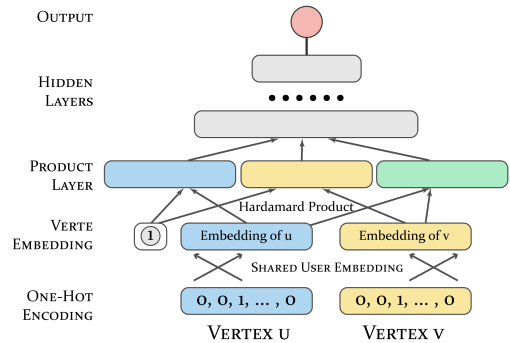 Output
Hidden
Layers
Product
Layer
Hardamard Product
Verte
Embedding
1
Embedding of u
Embedding of v
Shared User Embedding
One-Hot
Encoding
0, 0, 1, ... , 0
0, 0, 1, ... , 0
Vertex u
Vertex v